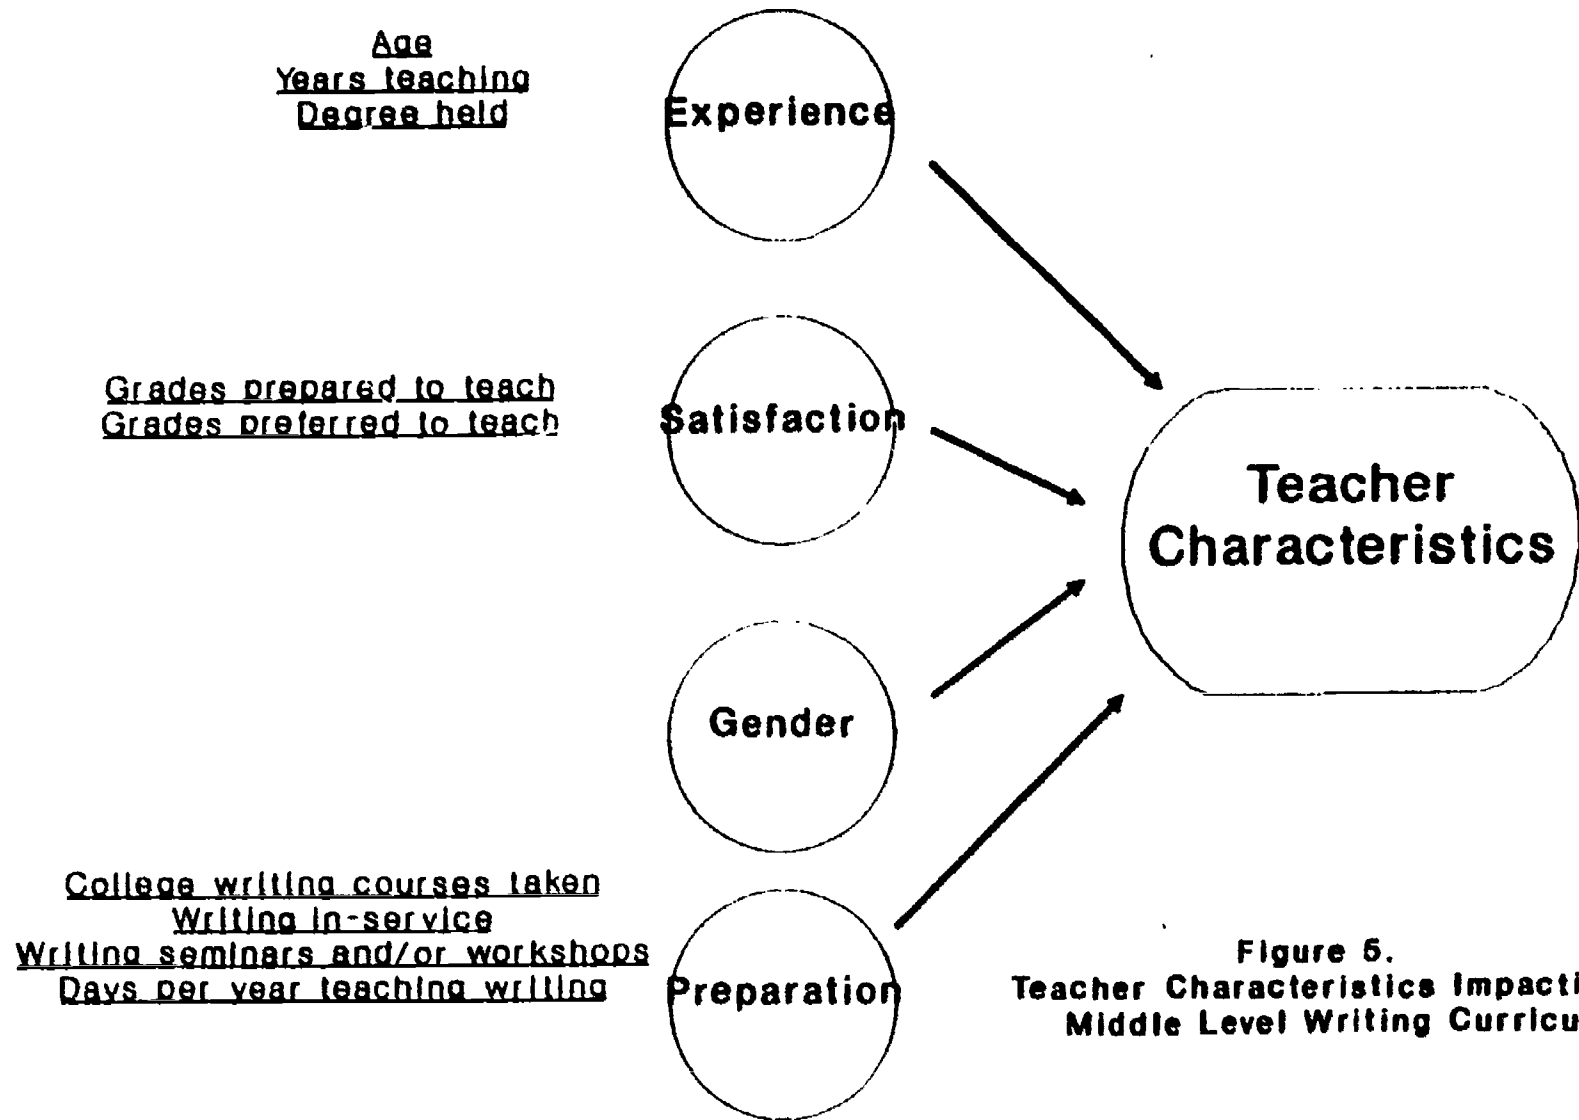 Age
Years teaching
Degree held
Experience
Grades prepared to teach
Grades preferred to teach
Satisfaction
Teacher
Characteristics
Gender
College writing courses taken
Writing in-service
Writing seminars and/or workshops
Days per year teaching writing
Preparation
Figure 5.
Teacher Characteristics Impacti
Middle Level Writing Curricu